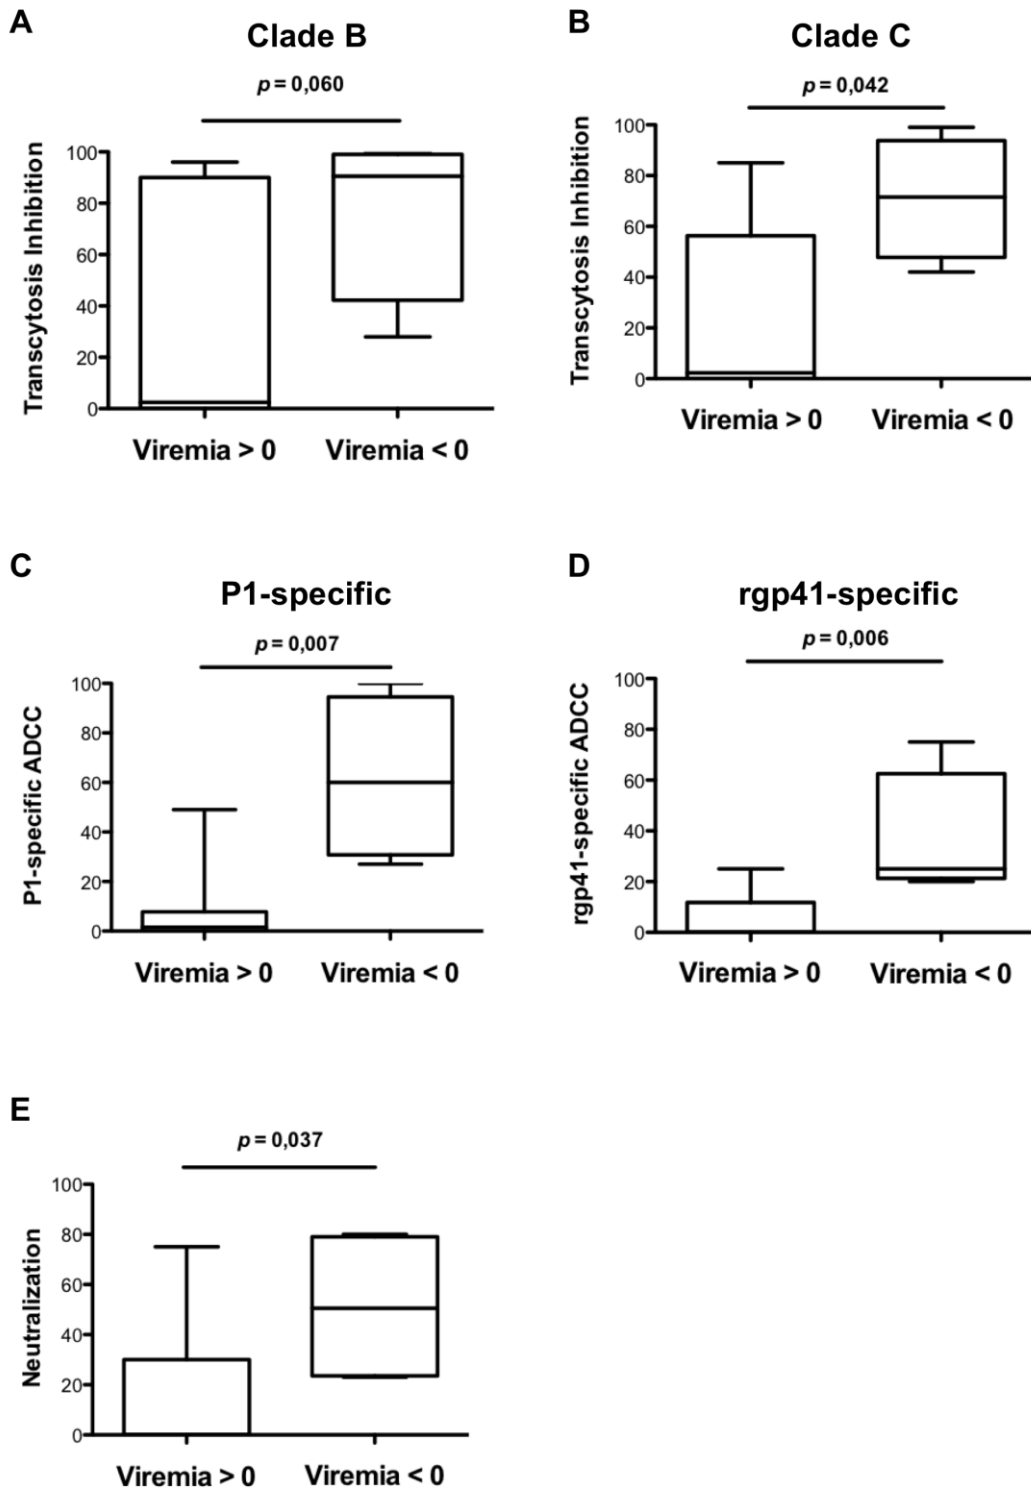 A
Clade B
p = 0,060
Transcytosis Inhibition
100
80
60
40
20
0
Viremia > 0
Viremia < 0
B
Clade C
p = 0,042
Transcytosis Inhibition
100
80
60
40
20
0
Viremia > 0
Viremia < 0
C
P1-specific
p = 0,007
P1-specific ADCC
100
80
60
40
20
0
Viremia > 0
Viremia < 0
D
rgp41-specific
p = 0,006
rgp41-specific ADCC
100
80
60
40
20
0
Viremia > 0
Viremia < 0
E
p = 0,037
Neutralization
100
80
60
40
20
0
Viremia > 0
Viremia < 0